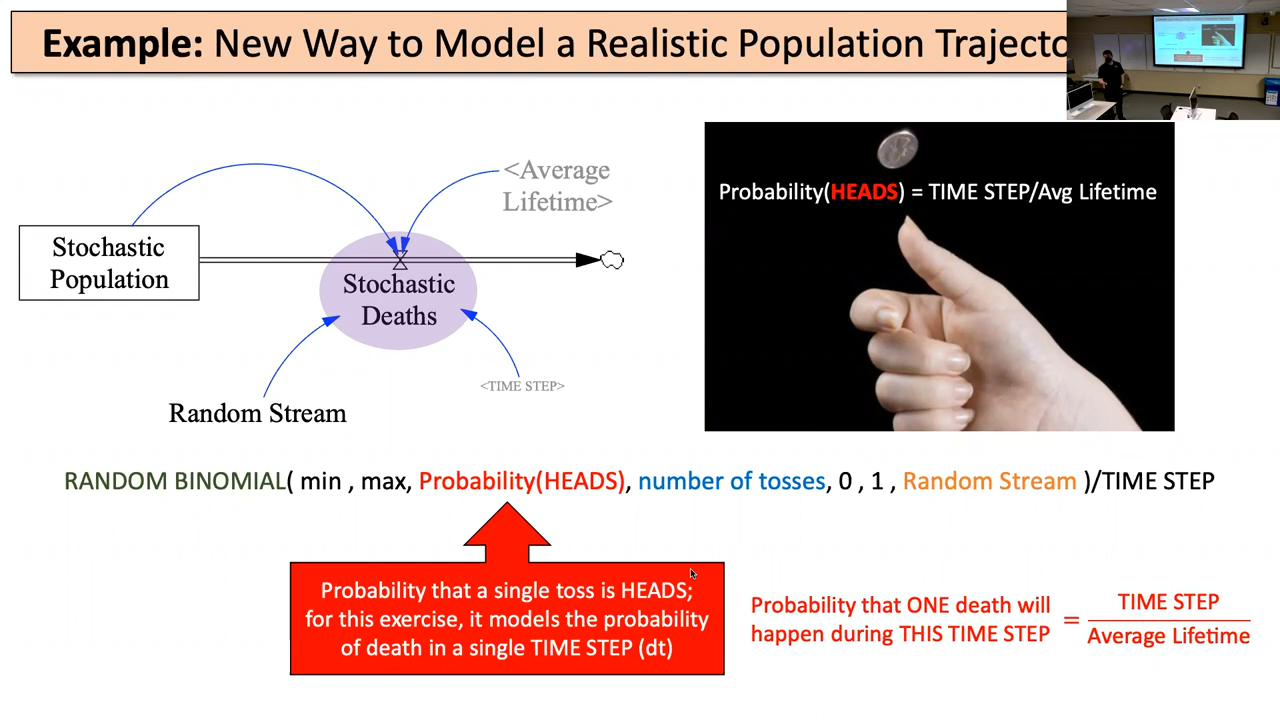 Example: New Way to Model a Realistic Population Trajecto
<Average
Lifetime>
Stochastic
Population
Stochastic
Deaths
<TIME STEP>
Random Stream
Probability(HEADS) = TIME STEP/Avg Lifetime
RANDOM BINOMIAL( min , max, Probability(HEADS), number of tosses, 0 , 1 , Random Stream )/TIME STEP
Probability that a single toss is HEADS;
for this exercise, it models the probability
of death in a single TIME STEP (dt)
Probability that ONE death will
happen during THIS TIME STEP
=
TIME STEP
Average Lifetime